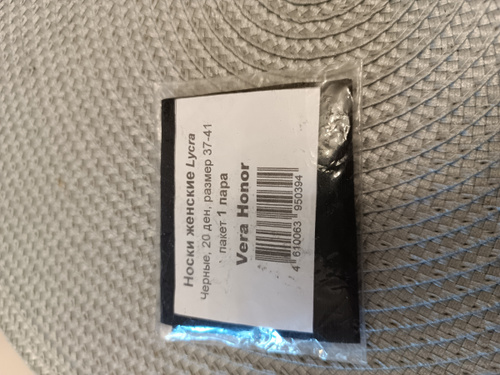 Носки женские Lycra
Черные, 20 ден, размер 37-41
пакет 1 пара
Vera Honor
4 610063 950394